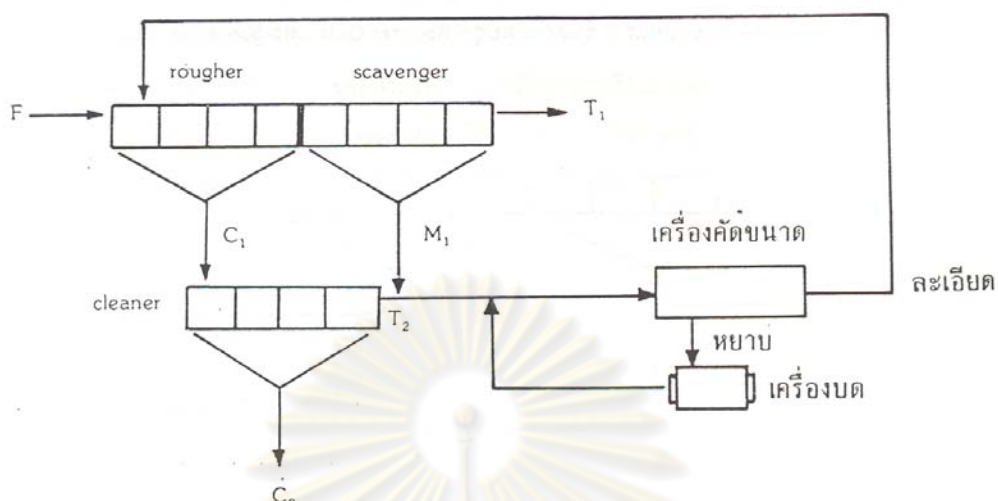 rougher scavenger
F T₁
C₁ M₁
เครื่องคัดขนาด
ละเอียด
cleaner T₂
หยาบ
เครื่องบด